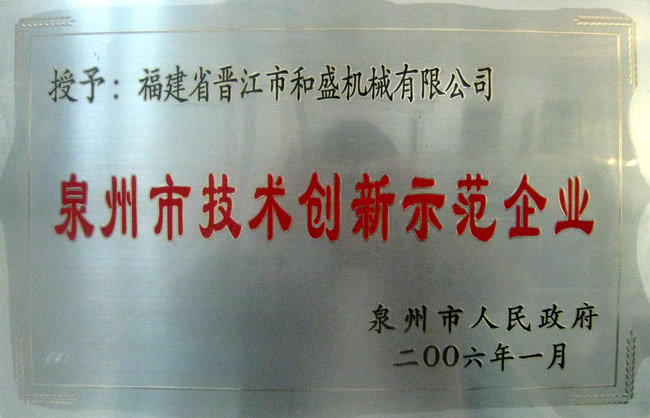 授予：福建省晋江市和盛机械有限公司
泉州市技术创新示范企业
泉州市人民政府
二〇〇六年一月